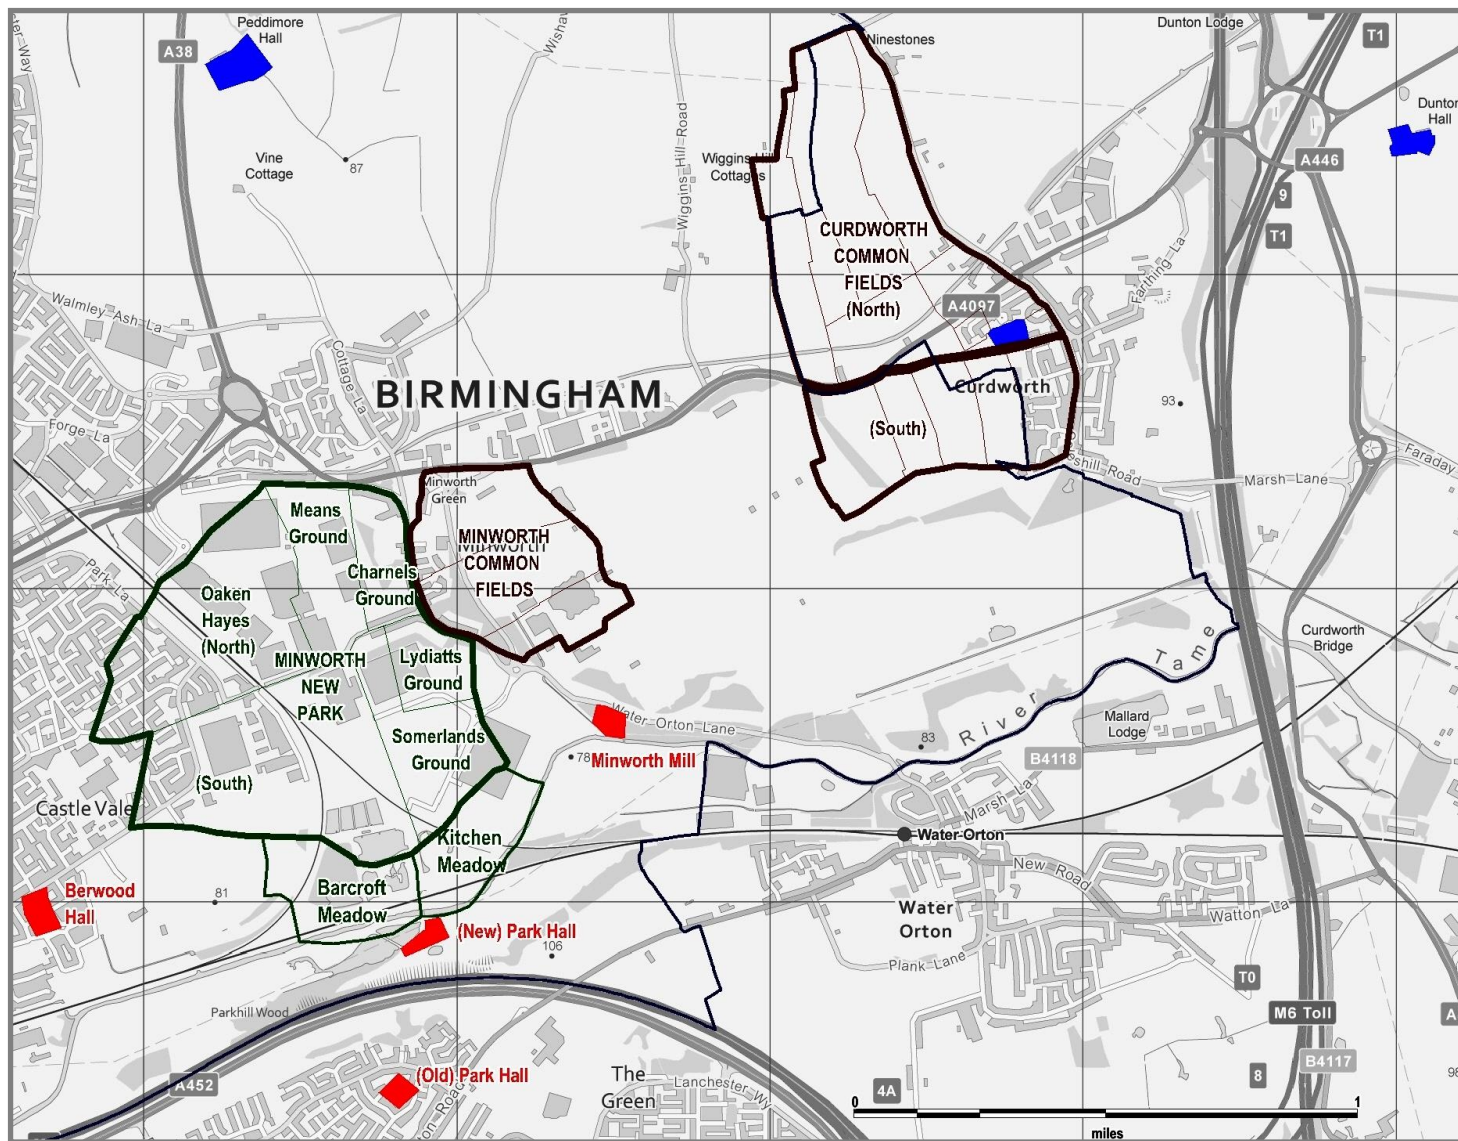 Peddimore
Hall
A38
Wisha
Ninestones
Dunton Lodge
T1
Dunton
Hall
Vine
Cottage
87
Wiggins Hill Road
Wiggins Hill
Cottages
A446
9
T1
CURDWORTH
COMMON
FIELDS
(North)
Farthing La
Walmley Ash La
A4097
Cottage La
BIRMINGHAM
Curdworth
93
Forge La
(South)
Faraday
Marsh Lane
Minworth
Green
Means
Ground
MINWORTH
COMMON
FIELDS
Minworth
Charnels
Ground
Park La
Oaken
Hayes
(North)
Lydiatts
Ground
MINWORTH
NEW
PARK
Curdworth
Bridge
River Tame
Water Orton Lane
Mallard
Lodge
83
B4118
Somerlands
Ground
78
Minworth Mill
(South)
Castle Vale
Marsh La
Kitchen
Meadow
Water Orton
New Road
Barcroft
Meadow
Berwood
Hall
81
Water
Orton
Watton La
(New) Park Hall
106
Plank Lane
T0
Parkhill Wood
M6 Toll
B4117
A452
(Old) Park Hall
The
Green
Lanchester Wy
4A
8
98
0
1
miles